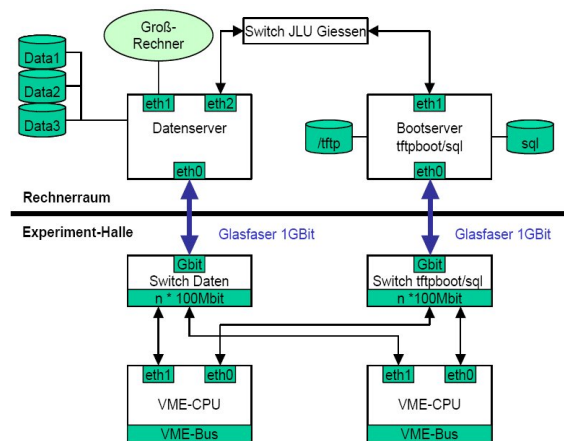 Groß-
Rechner
Switch JLU Giessen
Data1
Data2
Data3
eth1
eth2
Datenserver
eth0
eth1
Bootserver
tftpboot/sql
eth0
/tftp
sql
Rechnerraum
Experiment-Halle
Glasfaser 1GBit
Glasfaser 1GBit
Gbit
Switch Daten
n * 100Mbit
Gbit
Switch tftpboot/sql
n *100Mbit
eth1
eth0
VME-CPU
VME-Bus
eth1
eth0
VME-CPU
VME-Bus